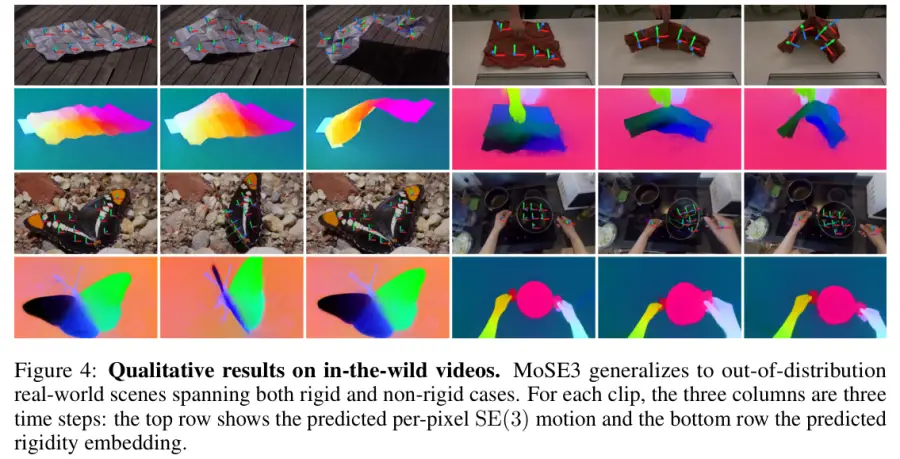 Figure 4: Qualitative results on in-the-wild videos. MoSE3 generalizes to out-of-distribution
real-world scenes spanning both rigid and non-rigid cases. For each clip, the three columns are three
time steps: the top row shows the predicted per-pixel SE(3) motion and the bottom row the predicted
rigidity embedding.